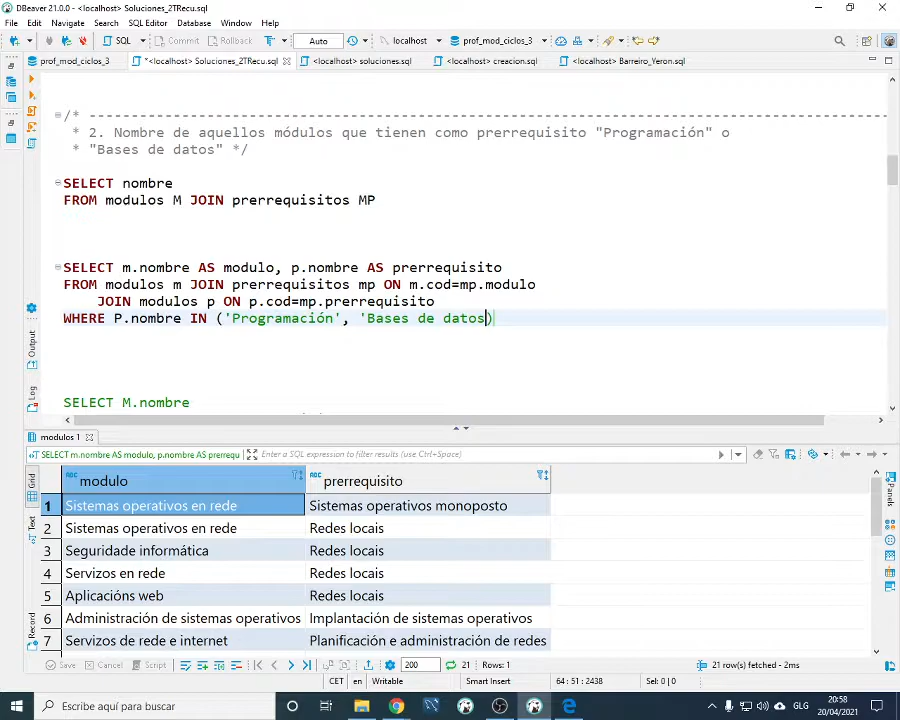 DBeaver 21.0.0 - <localhost> Soluciones_2TRecu.sql
File Edit Navigate Search SQL Editor Database Window Help
SQL Commit Rollback T Auto localhost prof_mod_ciclos_3
prof_mod_ciclos_3 *<localhost> Soluciones_2TRecu.sql <localhost> soluciones.sql <localhost> creacion.sql <localhost> Barreiro_Yeron.sql
/* -----------------------------------------------------------------------------------------------
* 2. Nombre de aquellos módulos que tienen como prerrequisito "Programación" o
* "Bases de datos" */
SELECT nombre
FROM modulos M JOIN prerrequisitos MP
SELECT m.nombre AS modulo, p.nombre AS prerrequisito
FROM modulos m JOIN prerrequisitos mp ON m.cod=mp.modulo
JOIN modulos p ON p.cod=mp.prerrequisito
WHERE P.nombre IN ('Programación', 'Bases de datos)
Output
Log
SELECT M.nombre
modulos 1
SELECT m.nombre AS modulo, p.nombre AS prerrequ Enter a SQL expression to filter results (use Ctrl+Space)
Grid
Text
Record
Panels
ABC modulo ABC prerrequisito
1 Sistemas operativos en rede Sistemas operativos monoposto
2 Sistemas operativos en rede Redes locais
3 Seguridade informática Redes locais
4 Servizos en rede Redes locais
5 Aplicacións web Redes locais
6 Administración de sistemas operativos Implantación de sistemas operativos
7 Servizos de rede e internet Planificación e administración de redes
Save Cancel Script 200 21 Rows: 1 21 row(s) fetched - 2ms
CET en Writable Smart Insert 64 : 51 : 2438 Sel: 0 | 0
Escribe aquí para buscar GLG 20:58
20/04/2021